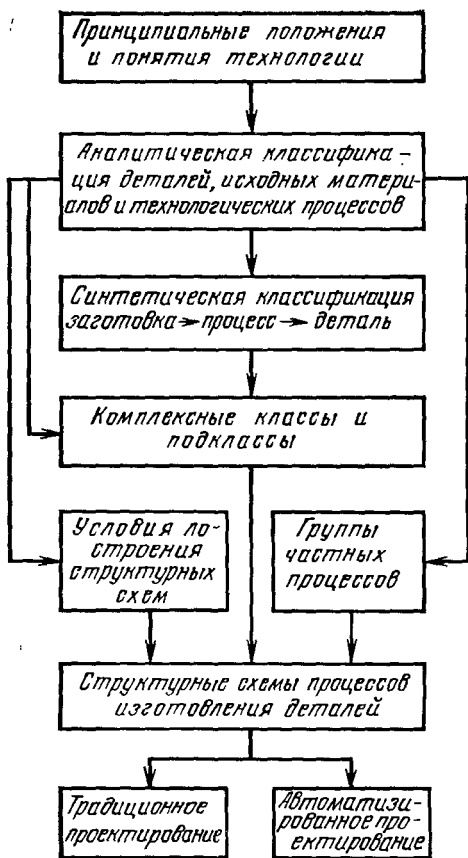 Принципиальные положения
и понятия технологии
Аналитическая классифика-
ция деталей, исходных матери-
алов и технологических процессов
Синтетическая классификация
заготовка→процесс→деталь
Комплексные классы и
подклассы
Условия по-
строения
структурных
схем
Группы
частных
процессов
Структурные схемы процессов
изготовления деталей
Традиционное
проектирование
Автоматизи-
рованное про-
ектирование